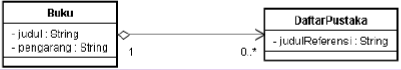 Buku
- judul : String
- pengarang : String
1
0..*
DaftarPustaka
- judulReferensi : String